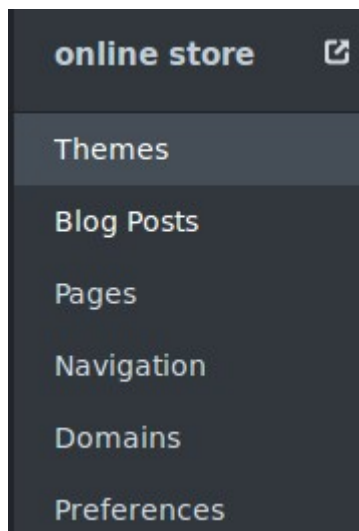 online store
Themes
Blog Posts
Pages
Navigation
Domains
Preferences